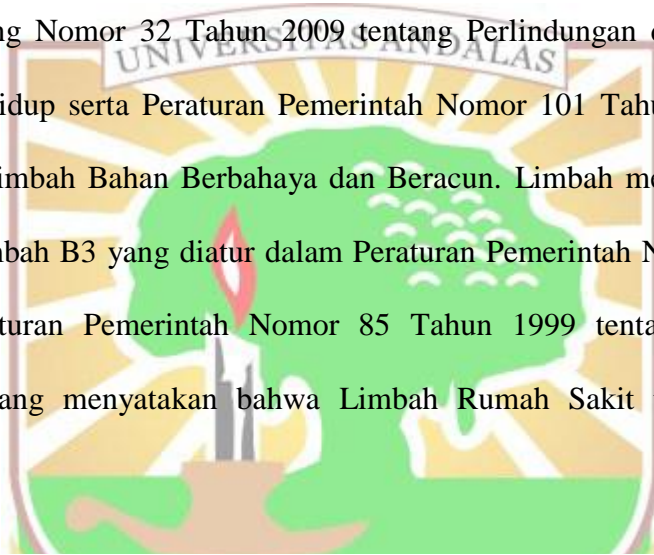 ng Nomor 32 Tahun 2009 tentang Perlindungan
UNIVERSITAS ANDALAS
idup serta Peraturan Pemerintah Nomor 101 Tahu
imbah Bahan Berbahaya dan Beracun. Limbah me
nbah B3 yang diatur dalam Peraturan Pemerintah N
aturan Pemerintah Nomor 85 Tahun 1999 tenta
ang menyatakan bahwa Limbah Rumah Sakit